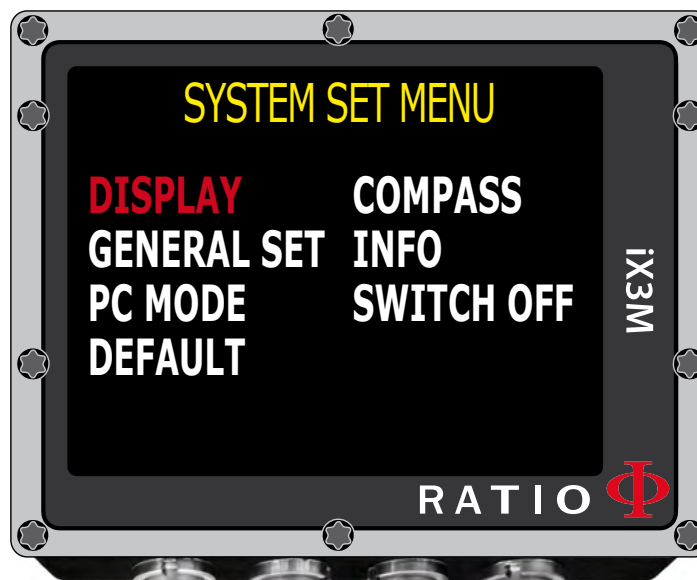 SYSTEM SET MENU
DISPLAY
GENERAL SET
PC MODE
DEFAULT
COMPASS
INFO
SWITCH OFF
iX3M
RATIO